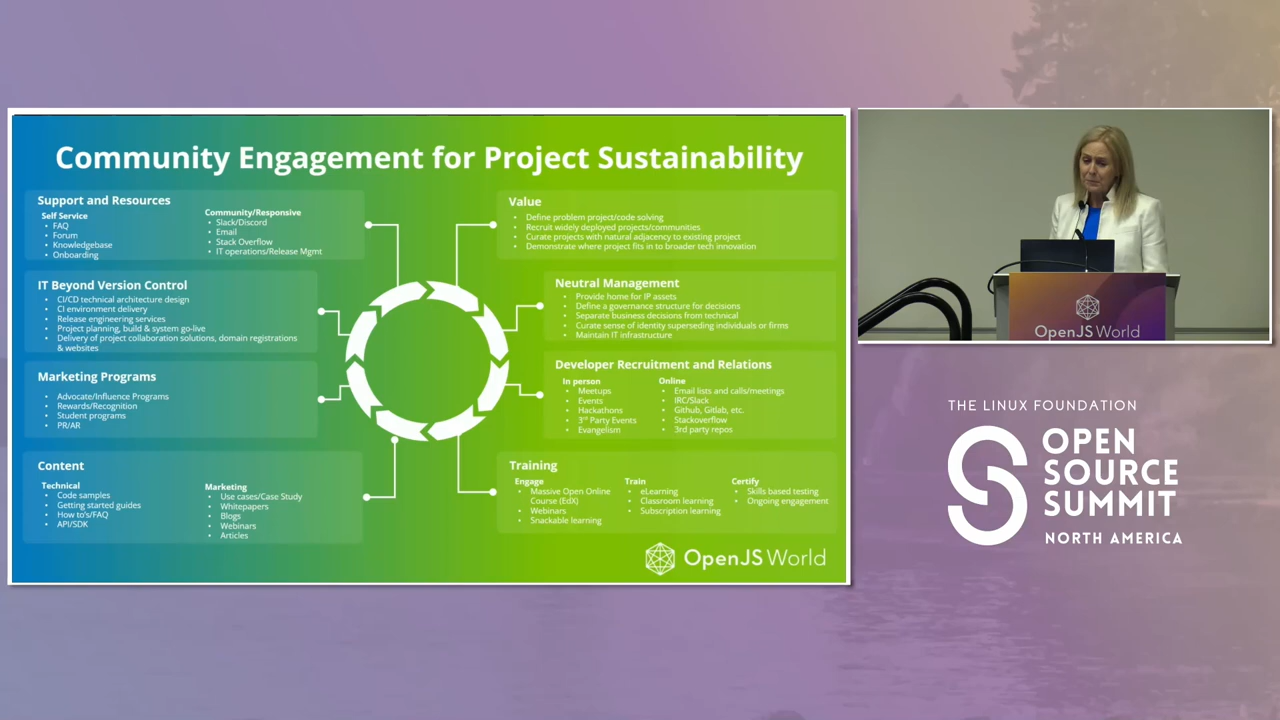 Community Engagement for Project Sustainability
Support and Resources
Self Service
• FAQ
• Forum
• Knowledgebase
• Onboarding
Community/Responsive
• Slack/Discord
• Email
• Stack Overflow
• IT operations/Release Mgmt
IT Beyond Version Control
• CI/CD technical architecture design
• CI environment delivery
• Release engineering services
• Project planning, build & system go-live
• Delivery of project collaboration solutions, domain registrations
& websites
Marketing Programs
• Advocate/Influence Programs
• Rewards/Recognition
• Student programs
• PR/AR
Content
Technical
• Code samples
• Getting started guides
• How to's/FAQ
• API/SDK
Marketing
• Use cases/Case Study
• Whitepapers
• Blogs
• Webinars
• Articles
Value
• Define problem project/code solving
• Recruit widely deployed projects/communities
• Curate projects with natural adjacency to existing project
• Demonstrate where project fits in to broader tech innovation
Neutral Management
• Provide home for IP assets
• Define a governance structure for decisions
• Separate business decisions from technical
• Curate sense of identity superseding individuals or firms
• Maintain IT infrastructure
Developer Recruitment and Relations
In person
• Meetups
• Events
• Hackathons
• 3rd Party Events
• Evangelism
Online
• Email lists and calls/meetings
• IRC/Slack
• Github, Gitlab, etc.
• Stackoverflow
• 3rd party repos
Training
Engage
• Massive Open Online
Course (EdX)
• Webinars
• Snackable learning
Train
• eLearning
• Classroom learning
• Subscription learning
Certify
• Skills based testing
• Ongoing engagement
OpenJS World
OpenJS World
THE LINUX FOUNDATION
OPEN
SOURCE
SUMMIT
NORTH AMERICA